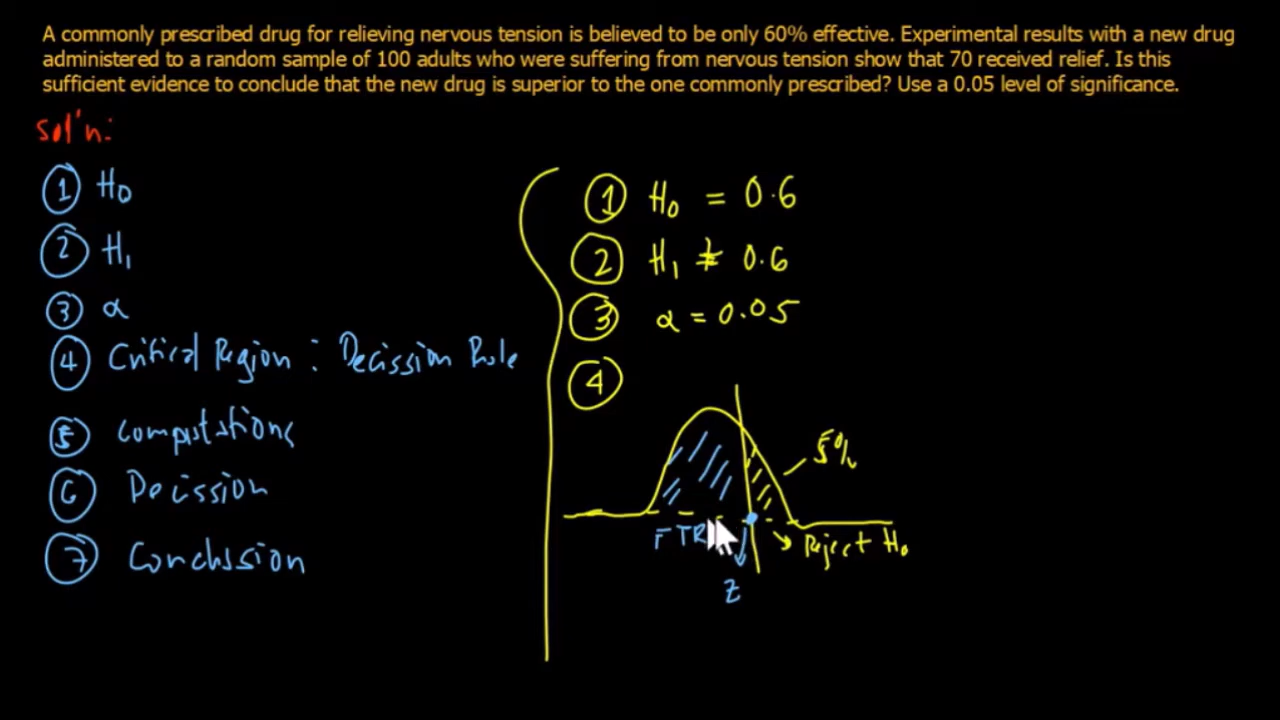 A commonly prescribed drug for relieving nervous tension is believed to be only 60% effective. Experimental results with a new drug
administered to a random sample of 100 adults who were suffering from nervous tension show that 70 received relief. Is this
sufficient evidence to conclude that the new drug is superior to the one commonly prescribed? Use a 0.05 level of significance.
Sol'n:
① H₀
② H₁
③ α
④ Critical Region : Decission Rule
⑤ Computations
⑥ Decission
⑦ Conclusion
① H₀ = 0.6
② H₁ ≠ 0.6
③ α = 0.05
④
5%
FTR
Reject H₀
Z